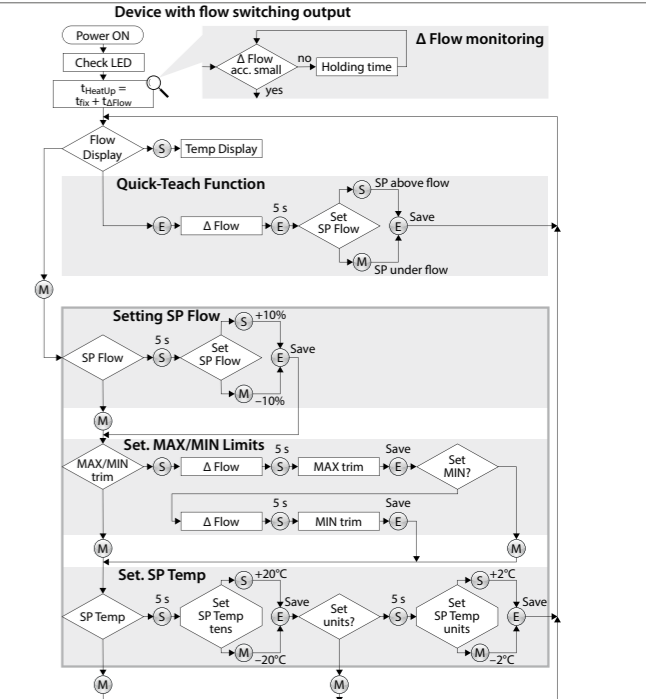 Device with flow switching output
Power ON
Check LED
tHeatUp =
tfix + tΔFlow
Δ Flow monitoring
Δ Flow
acc. small
no
Holding time
yes
Flow
Display
S
Temp Display
Quick-Teach Function
E
Δ Flow
5 s
E
Set
SP Flow
S
SP above flow
E
Save
M
SP under flow
M
Setting SP Flow
SP Flow
5 s
S
Set
SP Flow
S
+10%
E
Save
M
–10%
M
Set. MAX/MIN Limits
MAX/MIN
trim
S
Δ Flow
5 s
S
MAX trim
Save
E
Set
MIN?
Δ Flow
5 s
S
MIN trim
Save
E
M
M
Set. SP Temp
SP Temp
5 s
S
Set
SP Temp
tens
S
+20°C
E
Save
M
–20°C
Set
units?
5 s
S
Set
SP Temp
units
S
+2°C
Save
E
M
–2°C
M
M